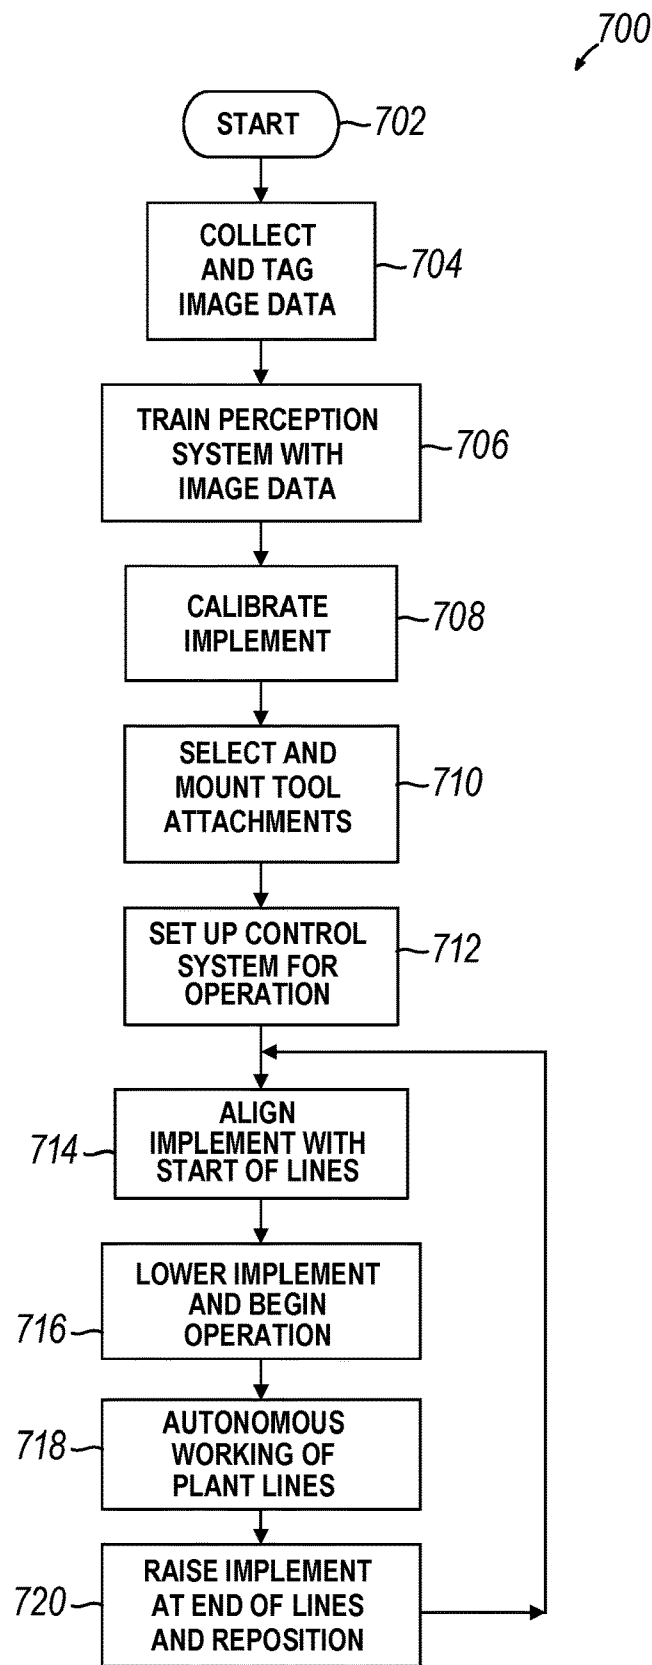 700
START
702
COLLECT
AND TAG
IMAGE DATA
704
TRAIN PERCEPTION
SYSTEM WITH
IMAGE DATA
706
CALIBRATE
IMPLEMENT
708
SELECT AND
MOUNT TOOL
ATTACHMENTS
710
SET UP CONTROL
SYSTEM FOR
OPERATION
712
ALIGN
IMPLEMENT WITH
START OF LINES
714
LOWER IMPLEMENT
AND BEGIN
OPERATION
716
AUTONOMOUS
WORKING OF
PLANT LINES
718
RAISE IMPLEMENT
AT END OF LINES
AND REPOSITION
720